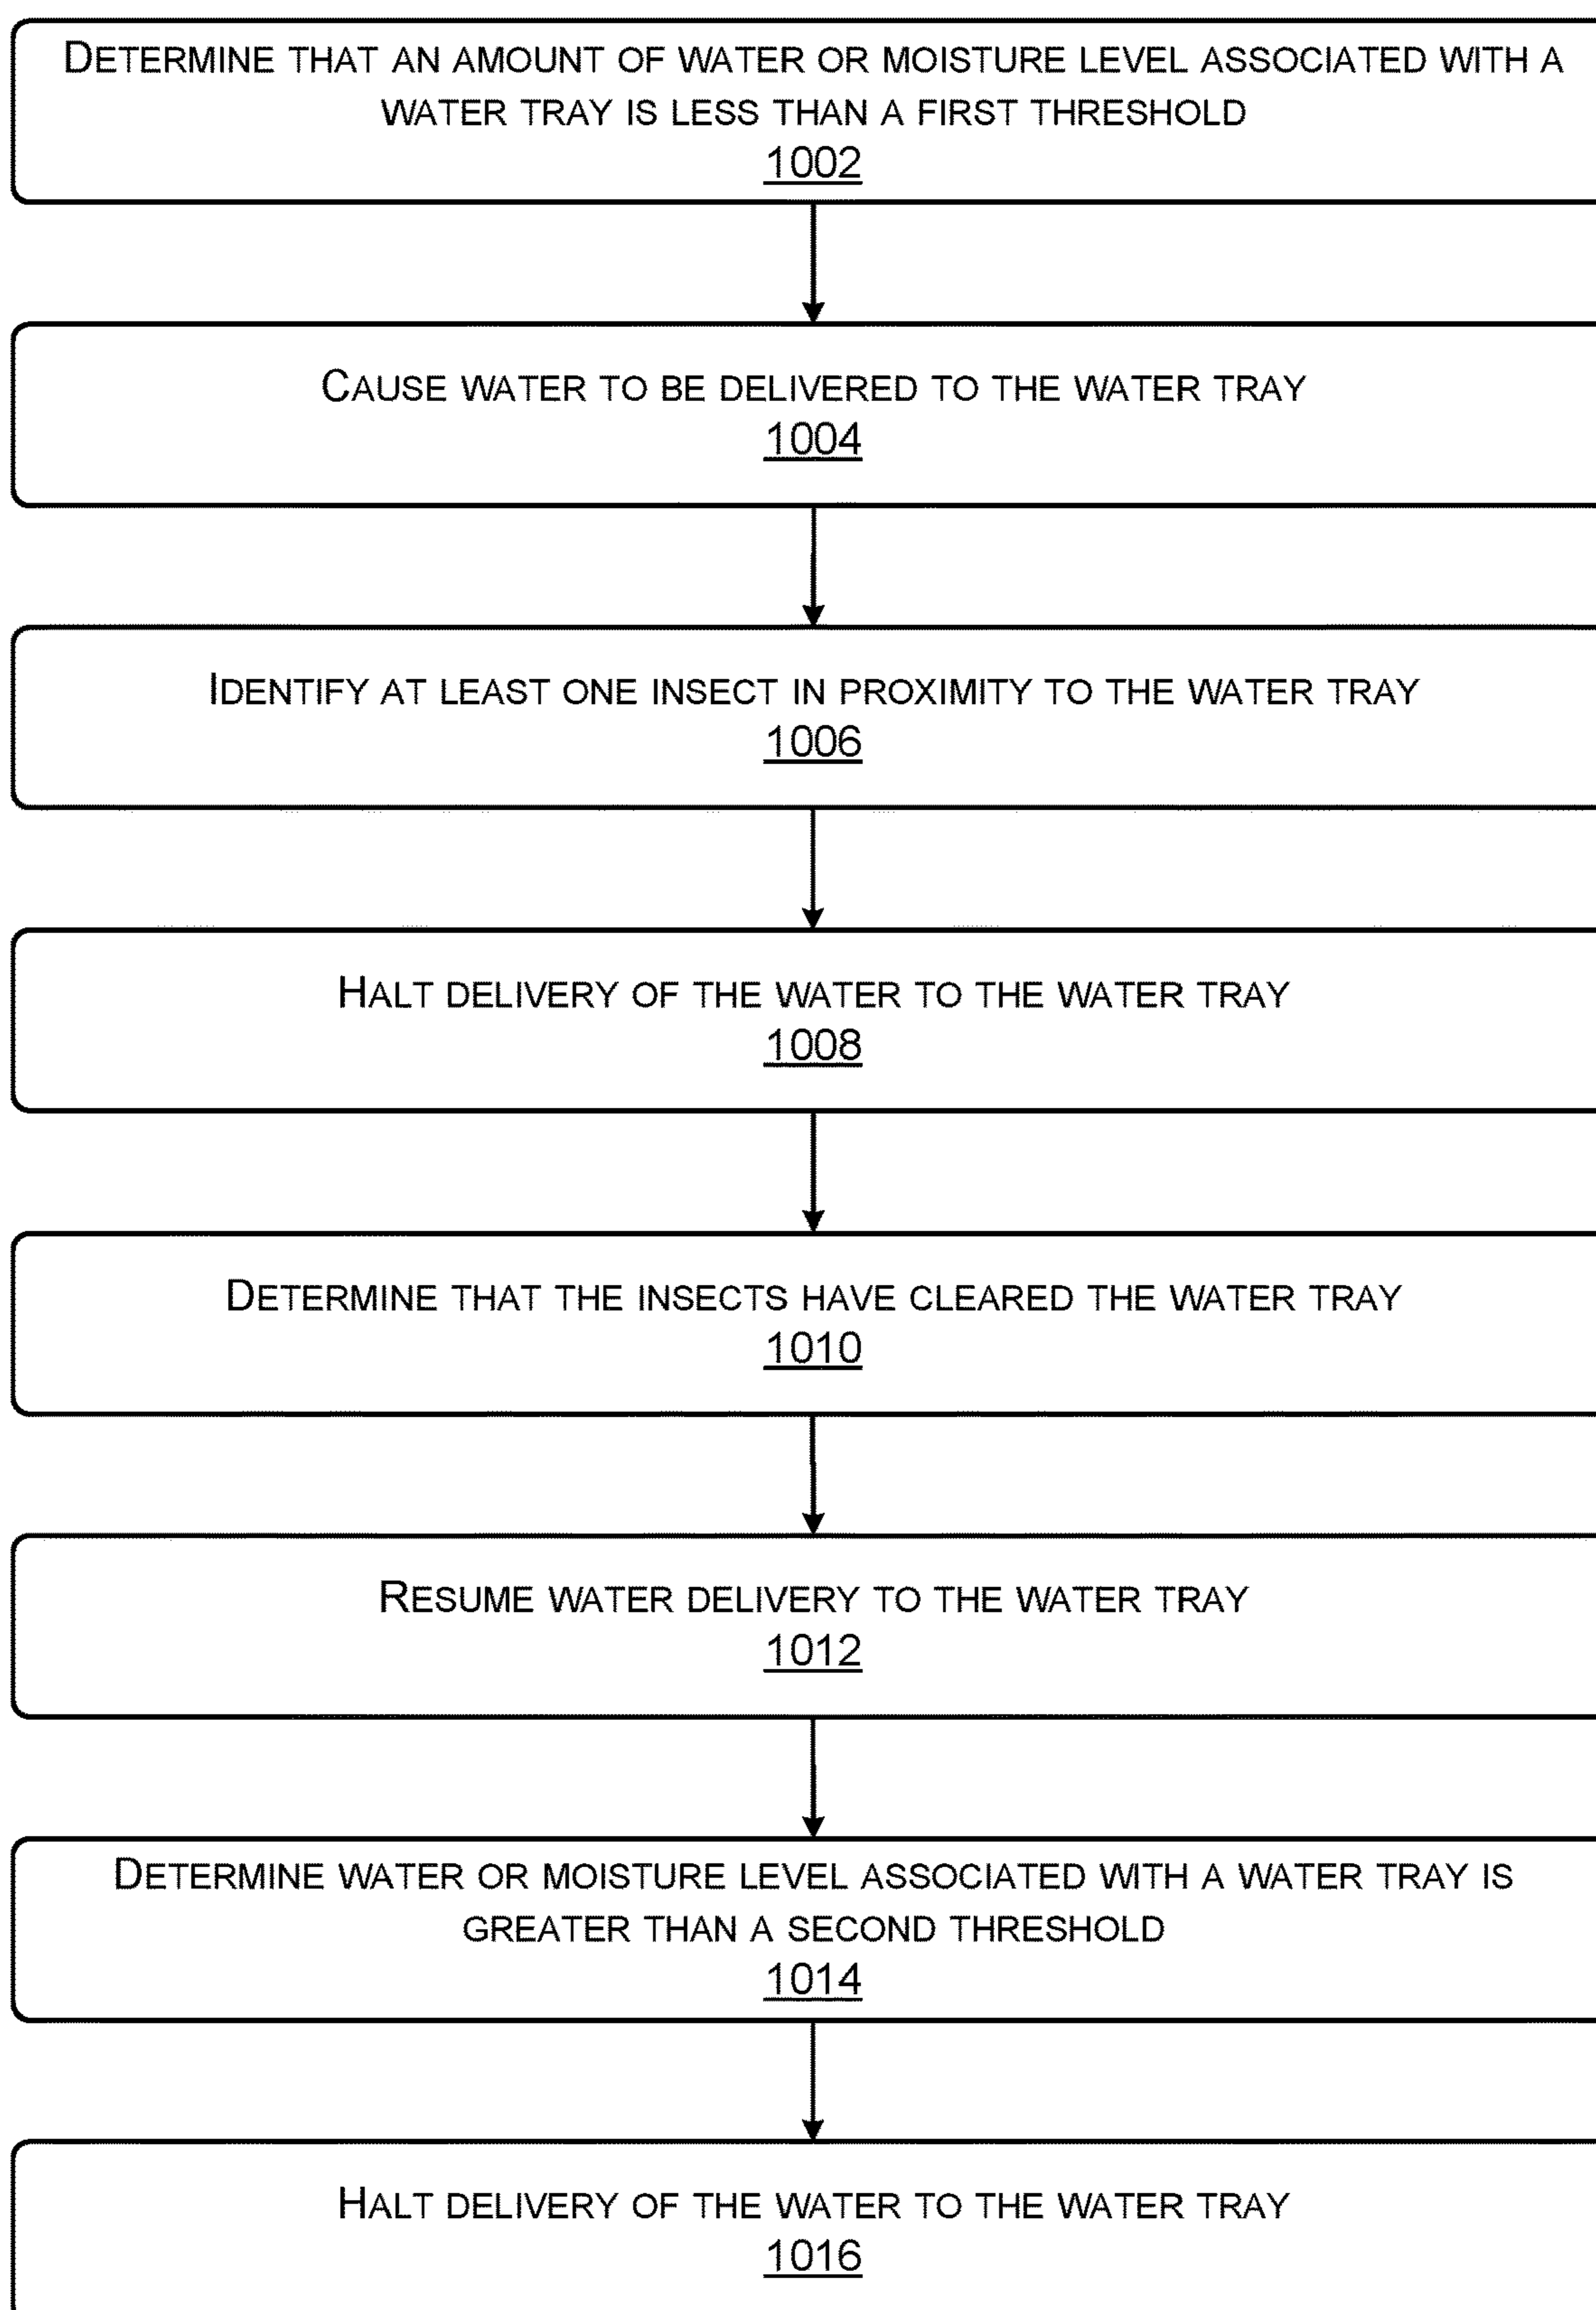 DETERMINE THAT AN AMOUNT OF WATER OR MOISTURE LEVEL ASSOCIATED WITH A
WATER TRAY IS LESS THAN A FIRST THRESHOLD
1002
CAUSE WATER TO BE DELIVERED TO THE WATER TRAY
1004
IDENTIFY AT LEAST ONE INSECT IN PROXIMITY TO THE WATER TRAY
1006
HALT DELIVERY OF THE WATER TO THE WATER TRAY
1008
DETERMINE THAT THE INSECTS HAVE CLEARED THE WATER TRAY
1010
RESUME WATER DELIVERY TO THE WATER TRAY
1012
DETERMINE WATER OR MOISTURE LEVEL ASSOCIATED WITH A WATER TRAY IS
GREATER THAN A SECOND THRESHOLD
1014
HALT DELIVERY OF THE WATER TO THE WATER TRAY
1016